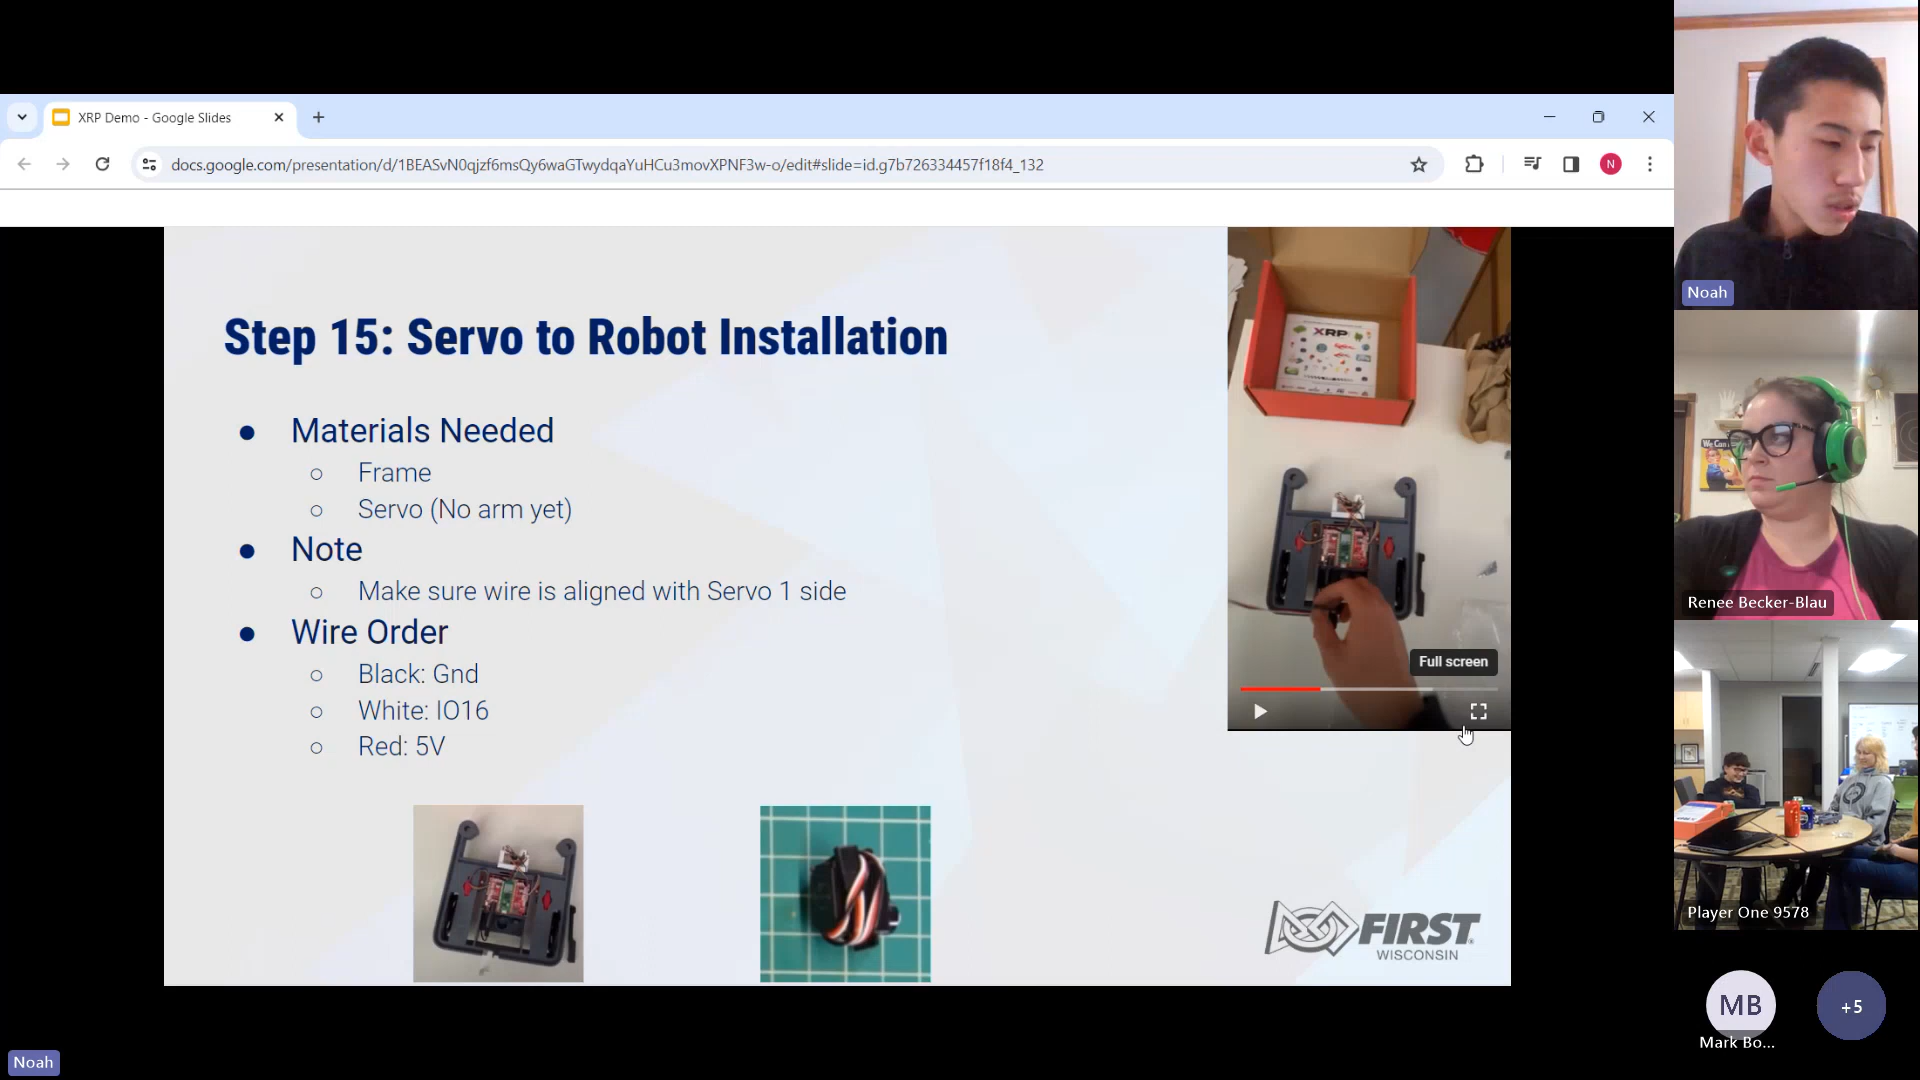 XRP Demo - Google Slides
docs.google.com/presentation/d/1BEASvN0qjzf6msQy6waGTwydqaYuHCu3movXPNF3w-o/edit#slide=id.g7b726334457f18f4_132
N
Step 15: Servo to Robot Installation
● Materials Needed
○ Frame
○ Servo (No arm yet)
● Note
○ Make sure wire is aligned with Servo 1 side
● Wire Order
○ Black: Gnd
○ White: IO16
○ Red: 5V
XRP
Full screen
FIRST
WISCONSIN
Noah
We Can
Renee Becker-Blau
Player One 9578
MB
+5
Mark Bo...
Noah